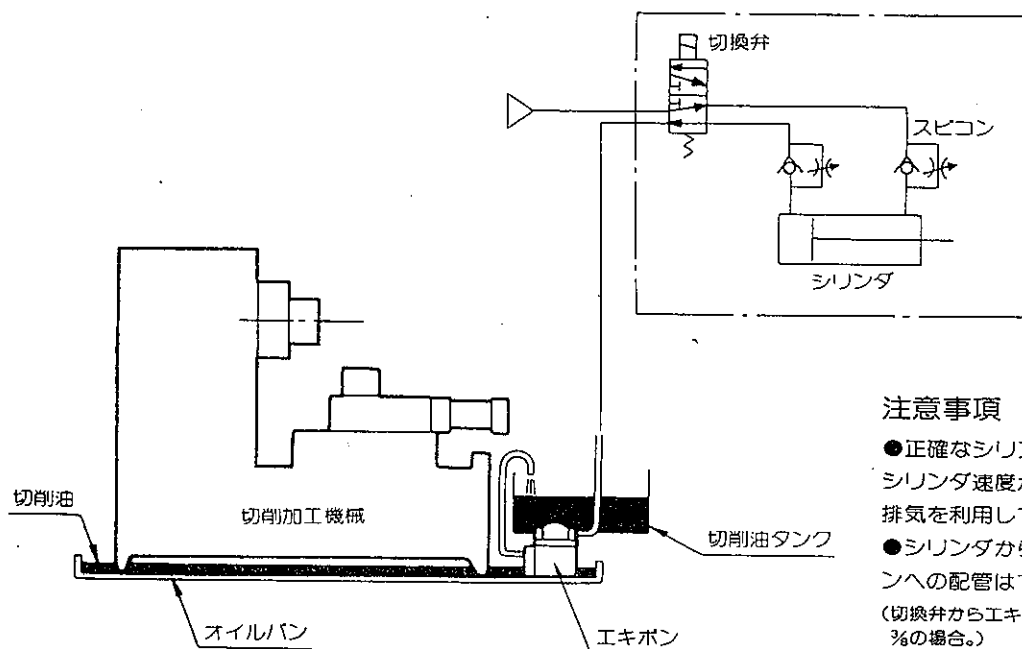 切換弁
スピコン
シリンダ
切削油
切削加工機械
切削油タンク
オイルパン
エキポン
注意事項
●正確なシリ
シリンダ速度
排気を利用し
●シリンダか
ンへの配管は
(切換弁からエキ
⅜の場合。)